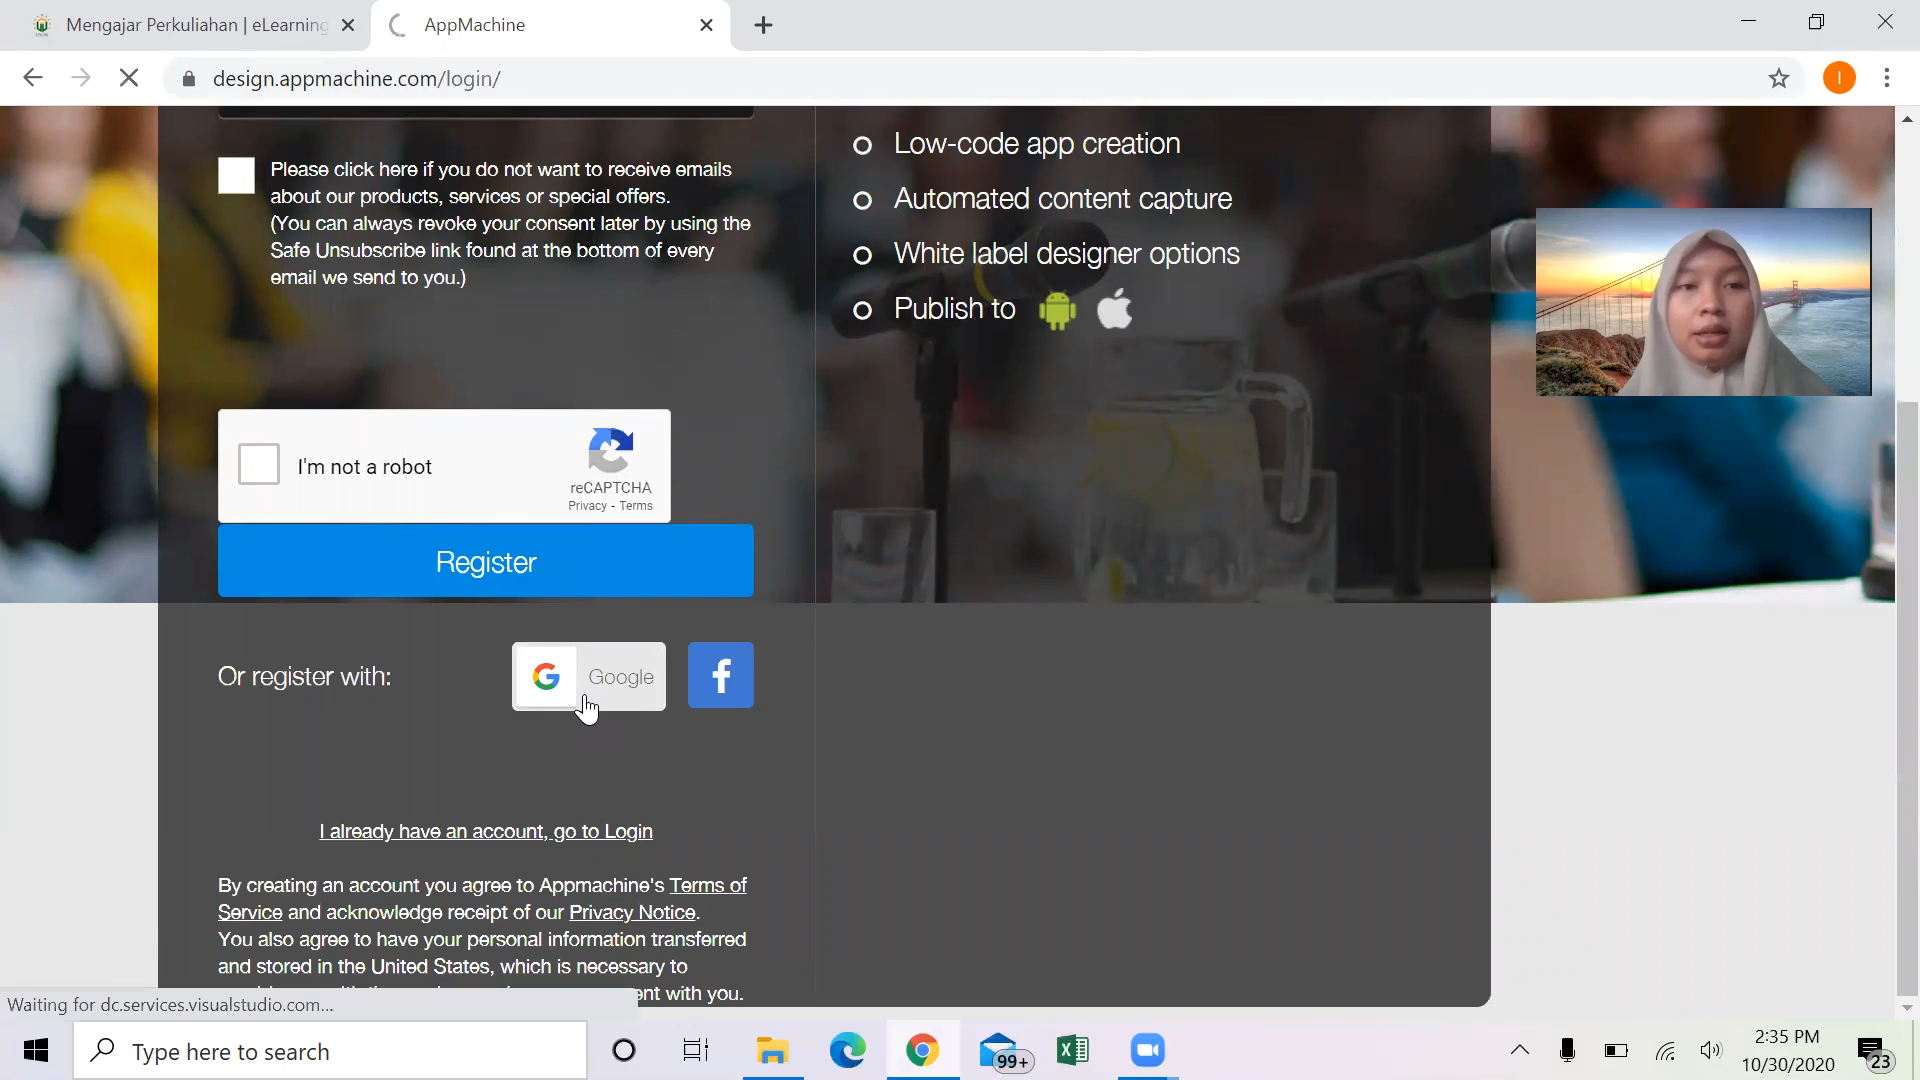 Mengajar Perkuliahan | eLearning
AppMachine
design.appmachine.com/login/
I
Please click here if you do not want to receive emails
about our products, services or special offers.
(You can always revoke your consent later by using the
Safe Unsubscribe link found at the bottom of every
email we send to you.)
Low-code app creation
Automated content capture
White label designer options
Publish to
I'm not a robot
reCAPTCHA
Privacy - Terms
Register
Or register with:
Google
I already have an account, go to Login
By creating an account you agree to Appmachine's Terms of
Service and acknowledge receipt of our Privacy Notice.
You also agree to have your personal information transferred
and stored in the United States, which is necessary to
ent with you.
Waiting for dc.services.visualstudio.com...
Type here to search
99+
2:35 PM
10/30/2020
23